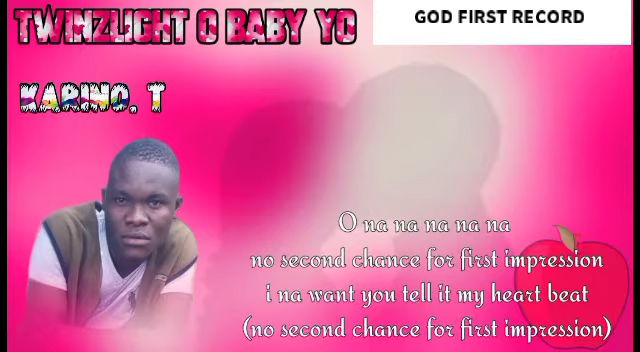 TWINZLIGHT O BABY YO
GOD FIRST RECORD
KARINO. T
O na na na na na
no second chance for first impression
i na want you tell it my heart beat
(no second chance for first impression)